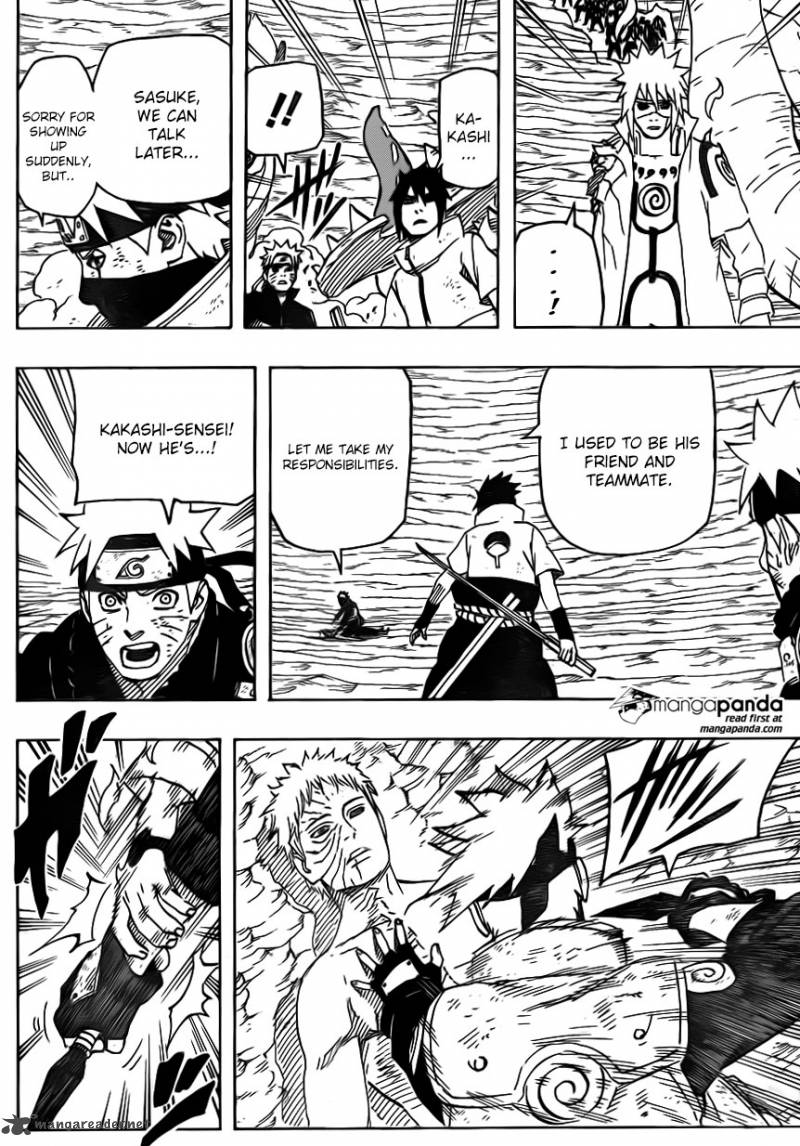 . . . . !
KA-
KASHI
...
!!
SASUKE,
WE CAN
TALK
LATER...
SORRY FOR
SHOWING
UP
SUDDENLY,
BUT..
I USED TO BE HIS
FRIEND AND
TEAMMATE.
LET ME TAKE MY
RESPONSIBILITIES.
KAKASHI-SENSEI!
NOW HE'S...!
mangapanda
read first at
mangapanda.com
mangareader.net